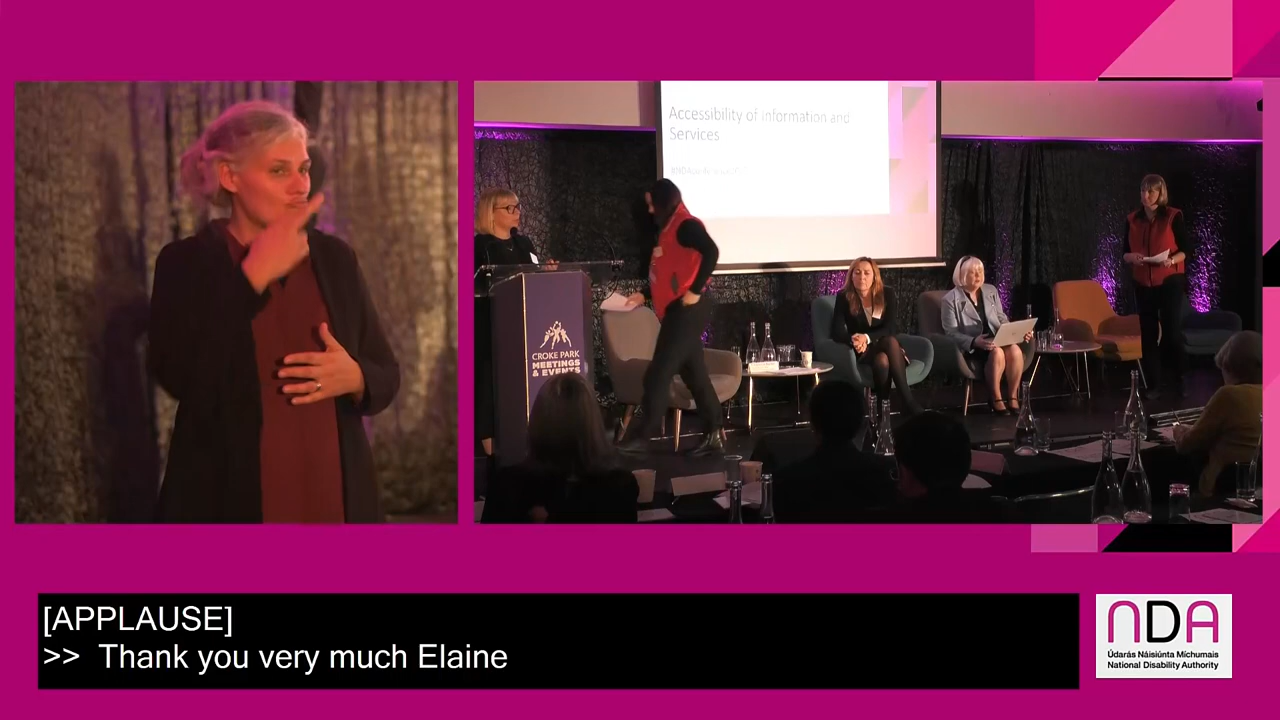 Accessibility of Information and
Services
CROKE PARK
MEETINGS
& EVENTS
[APPLAUSE]
>> Thank you very much Elaine
NDA
Údarás Náisiúnta Míchumais
National Disability Authority